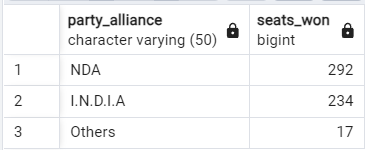 party_alliance seats_won
character varying (50) bigint
1 NDA 292
2 I.N.D.I.A 234
3 Others 17